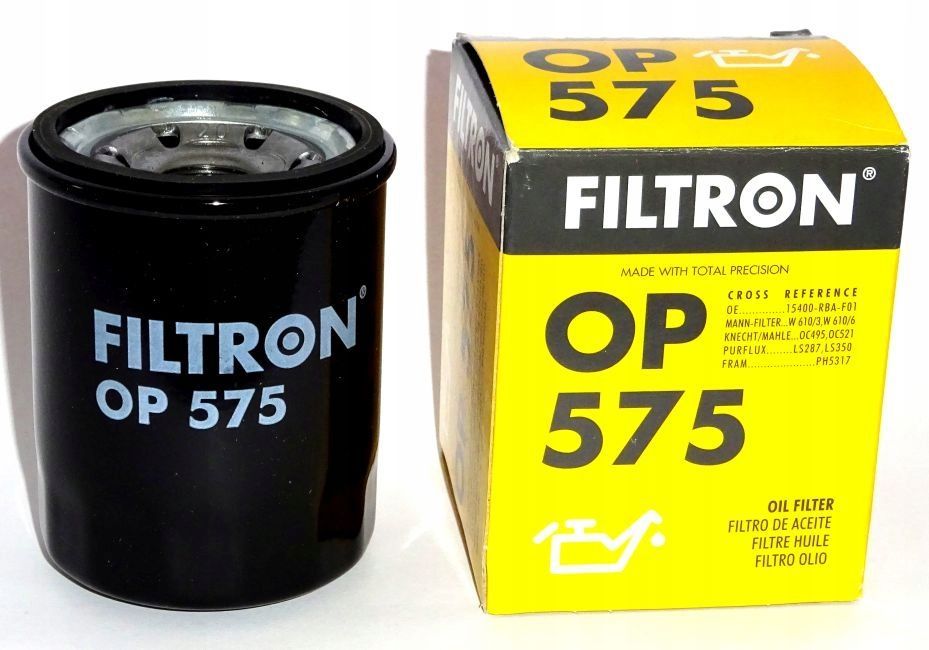 FILTRON®
OP 575
OP
575
FILTRON
FILTRON®
MADE WITH TOTAL PRECISION
OP
575
CROSS REFERENCE
OE.............15400-RBA-F01
MANN-FILTER...W 610/3,W 610/6
KNECHT/MAHLE...OC495,OC521
PURFLUX........LS287,LS350
FRAM......................PH5317
OIL FILTER
FILTRO DE ACEITE
FILTRE HUILE
FILTRO OLIO